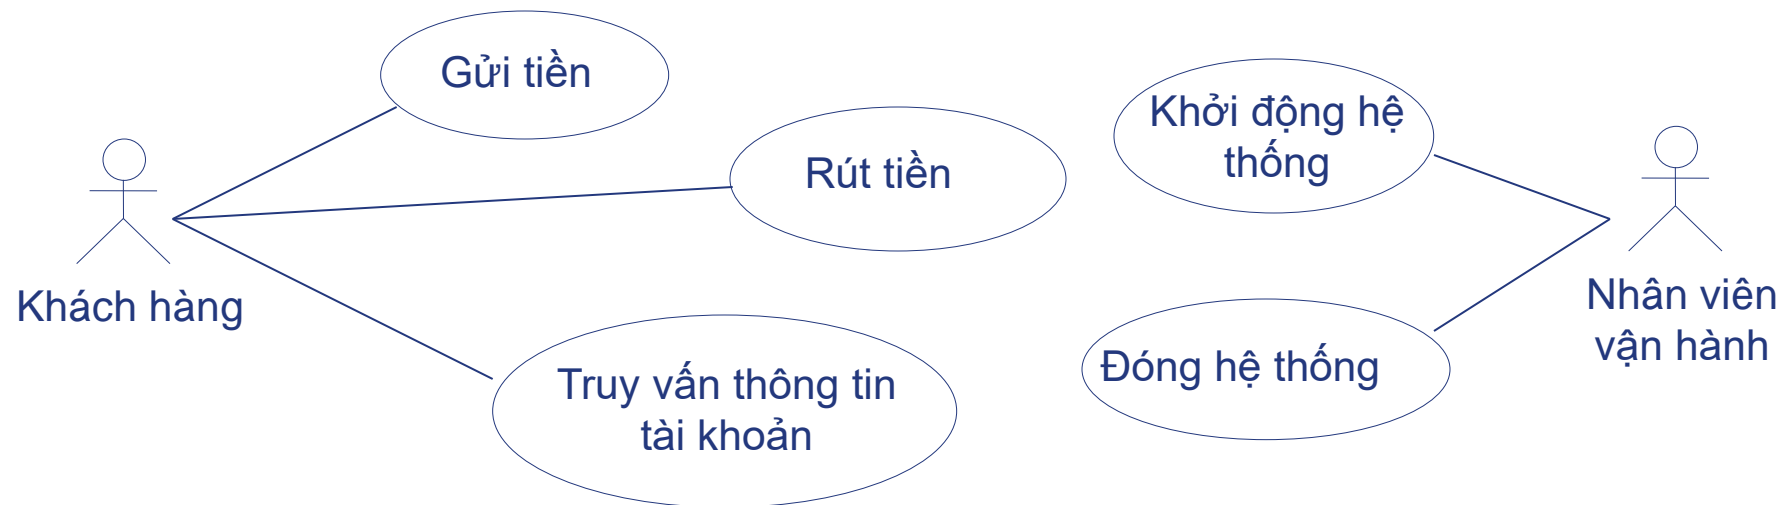 Gửi tiền
Rút tiền
Khởi động hệ
thống
Khách hàng
Nhân viên
vận hành
Truy vấn thông tin
tài khoản
Đóng hệ thống